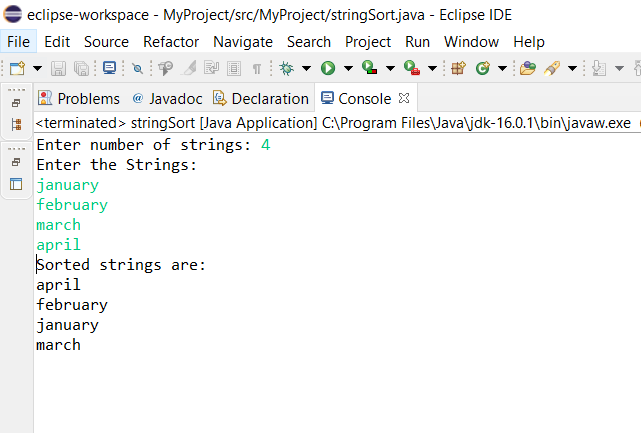 eclipse-workspace - MyProject/src/MyProject/stringSort.java - Eclipse IDE
File Edit Source Refactor Navigate Search Project Run Window Help
Problems @ Javadoc Declaration Console
<terminated> stringSort [Java Application] C:\Program Files\Java\jdk-16.0.1\bin\javaw.exe
Enter number of strings: 4
Enter the Strings:
january
february
march
april
Sorted strings are:
april
february
january
march